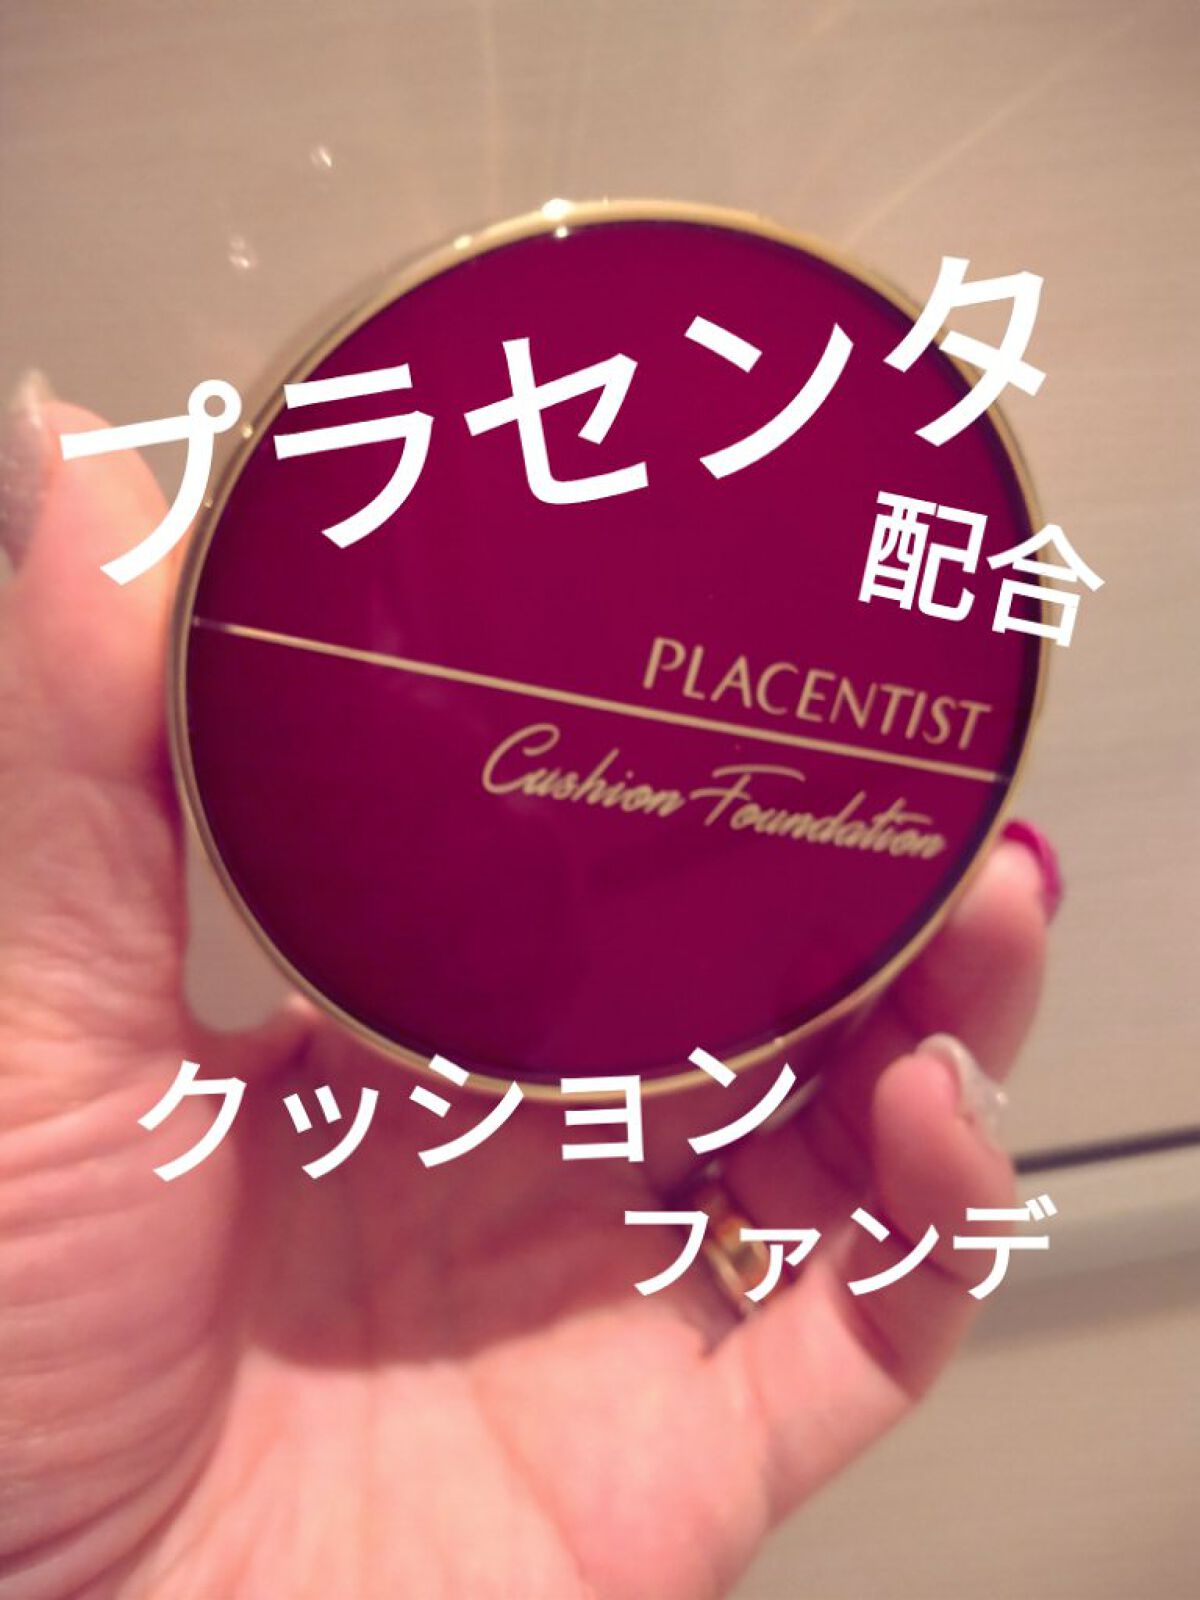 プラセンタ
配合
PLACENTIST
Cushion Foundation
クッション
ファンデ